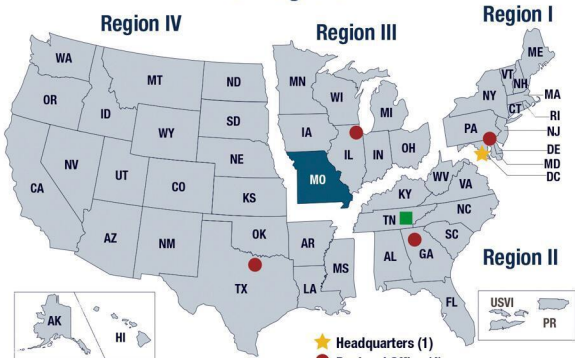 Region I
Region IV
Region III
ME
WA
VT
NH
MT
ND
MN
MA
OR
NY
WI
ID
SD
MI
CT
RI
WY
PA
NJ
IA
NE
OH
DE
NV
IL
IN
MD
UT
WV
DC
CO
MO
VA
CA
KS
KY
NC
TN
OK
AR
SC
AZ
NM
MS
AL
GA
Region II
TX
LA
FL
USVI
AK
PR
HI
Headquarters (1)